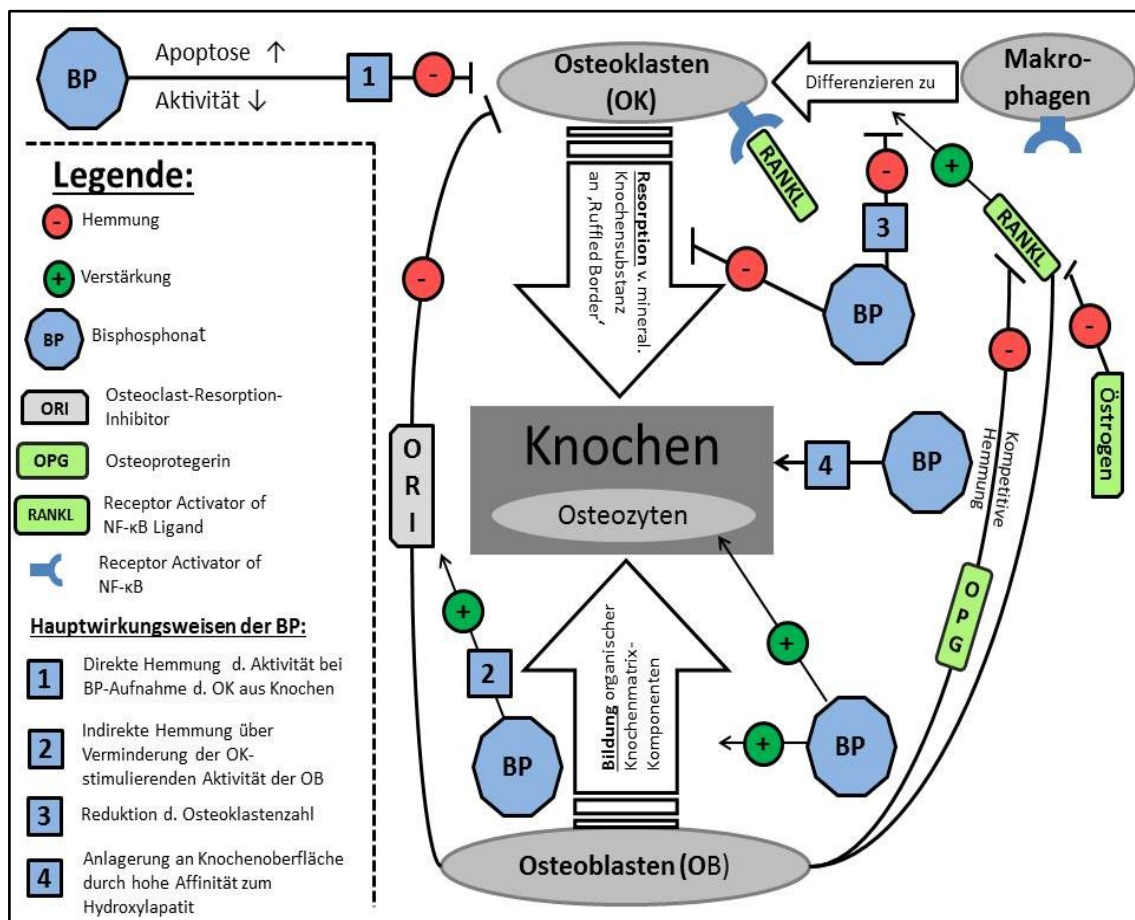 BP
Apoptose ↑
Aktivität ↓
1
-
Osteoklasten
(OK)
Differenzieren zu
Makro-
phagen
RANKL
+
RANKL
-
3
BP
-
Resorption v. mineral.
Knochensubstanz
an ‚Ruffled Border‘
-
-
Östrogen
Kompetitive
Hemmung
OPG
-
ORI
Knochen
Osteozyten
4
BP
+
2
BP
+
+
BP
Bildung organischer
Knochenmatrix-
Komponenten
Osteoblasten (OB)
Legende:
-
Hemmung
+
Verstärkung
BP
Bisphosphonat
ORI
Osteoclast-Resorption-
Inhibitor
OPG
Osteoprotegerin
RANKL
Receptor Activator of
NF-κB Ligand
Receptor Activator of
NF-κB
Hauptwirkungsweisen der BP:
1
Direkte Hemmung d. Aktivität bei
BP-Aufnahme d. OK aus Knochen
2
Indirekte Hemmung über
Verminderung der OK-
stimulierenden Aktivität der OB
3
Reduktion d. Osteoklastenzahl
4
Anlagerung an Knochenoberfläche
durch hohe Affinität zum
Hydroxylapatit